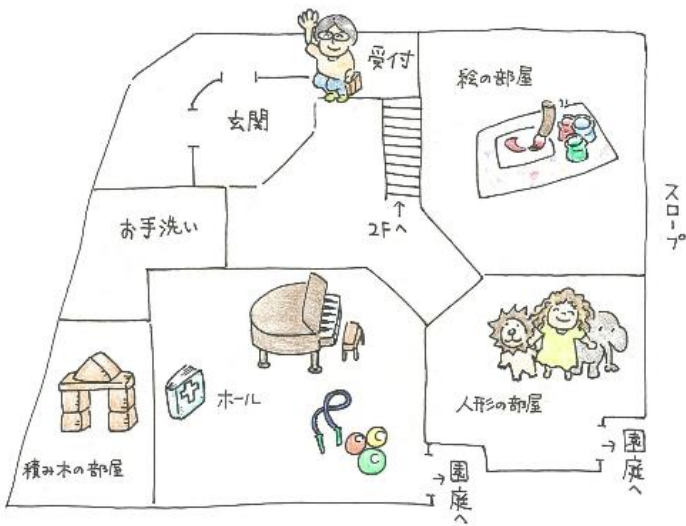 受付
絵の部屋
玄関
スロープ
お手洗い
2Fへ
人形の部屋
ホール
積み木の部屋
→園庭へ
→園庭へ